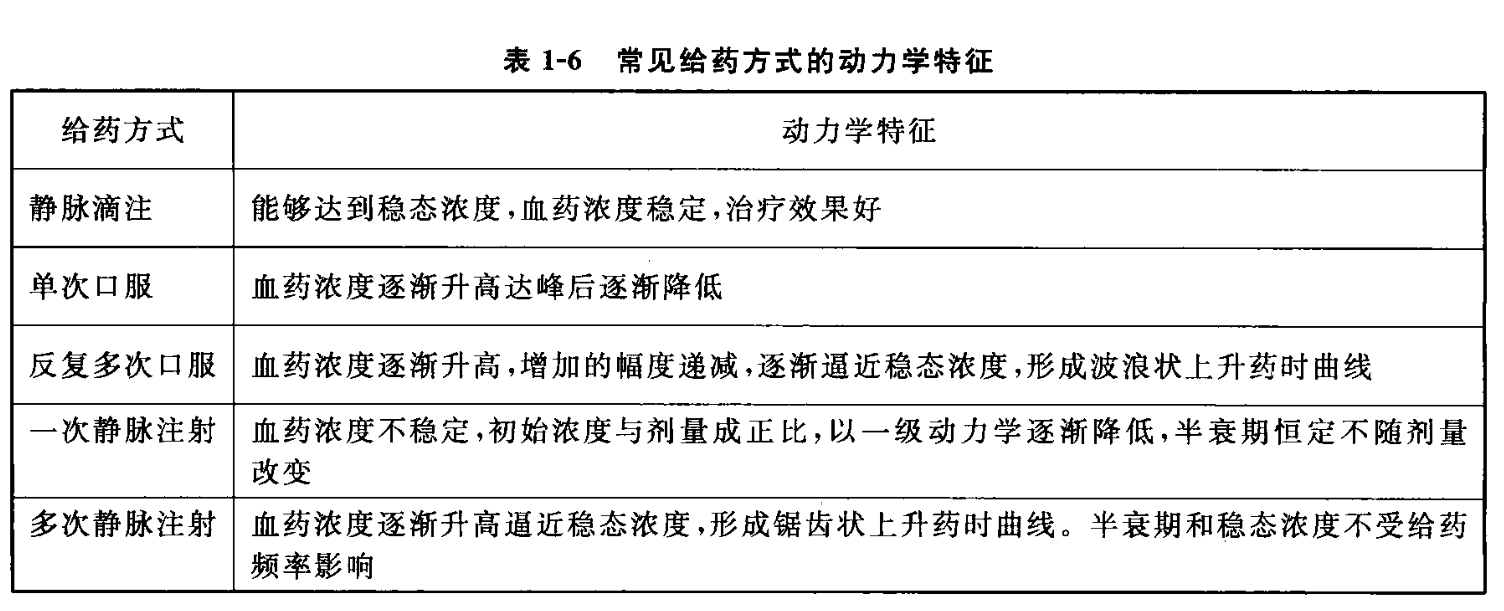 表 1-6 常见给药方式的动力学特征
给药方式 动力学特征
静脉滴注 能够达到稳态浓度,血药浓度稳定,治疗效果好
单次口服 血药浓度逐渐升高达峰后逐渐降低
反复多次口服 血药浓度逐渐升高,增加的幅度递减,逐渐逼近稳态浓度,形成波浪状上升药时曲线
一次静脉注射 血药浓度不稳定,初始浓度与剂量成正比,以一级动力学逐渐降低,半衰期恒定不随剂量
改变
多次静脉注射 血药浓度逐渐升高逼近稳态浓度,形成锯齿状上升药时曲线。半衰期和稳态浓度不受给药
频率影响